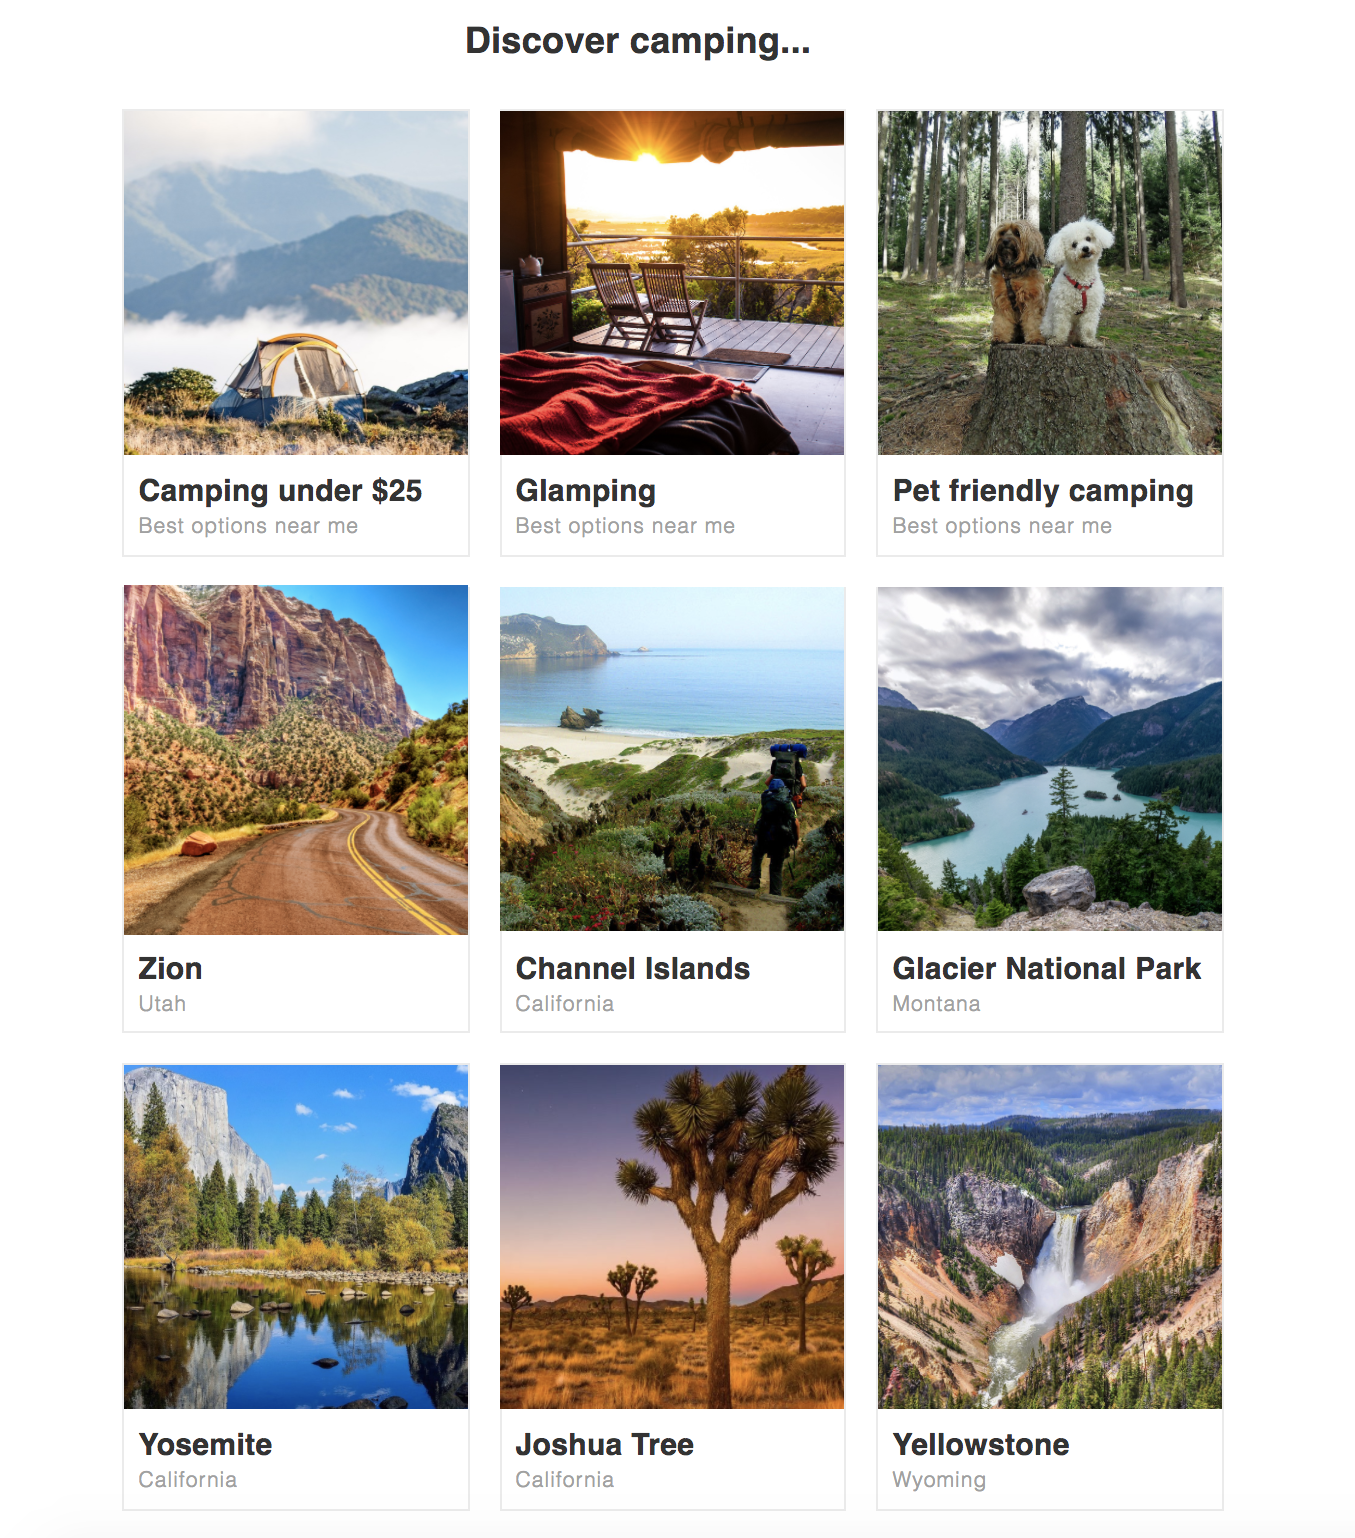 Discover camping...
Camping under $25
Best options near me
Glamping
Best options near me
Pet friendly camping
Best options near me
Zion
Utah
Channel Islands
California
Glacier National Park
Montana
Yosemite
California
Joshua Tree
California
Yellowstone
Wyoming